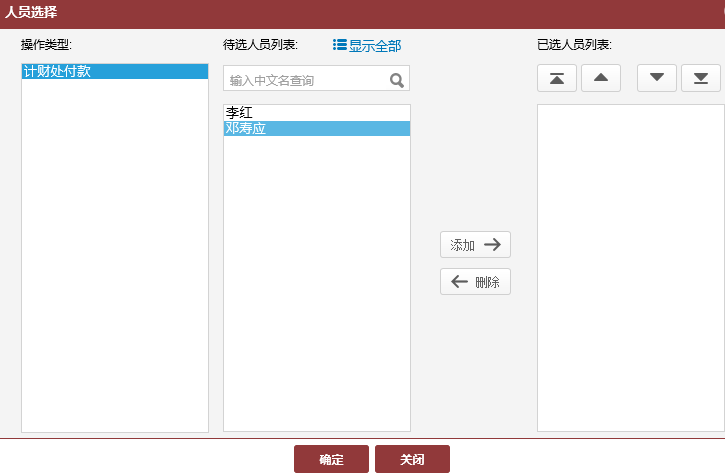 人员选择
操作类型:
待选人员列表:
显示全部
已选人员列表:
计财处付款
输入中文名查询
李红
邓寿应
添加
删除
确定
关闭